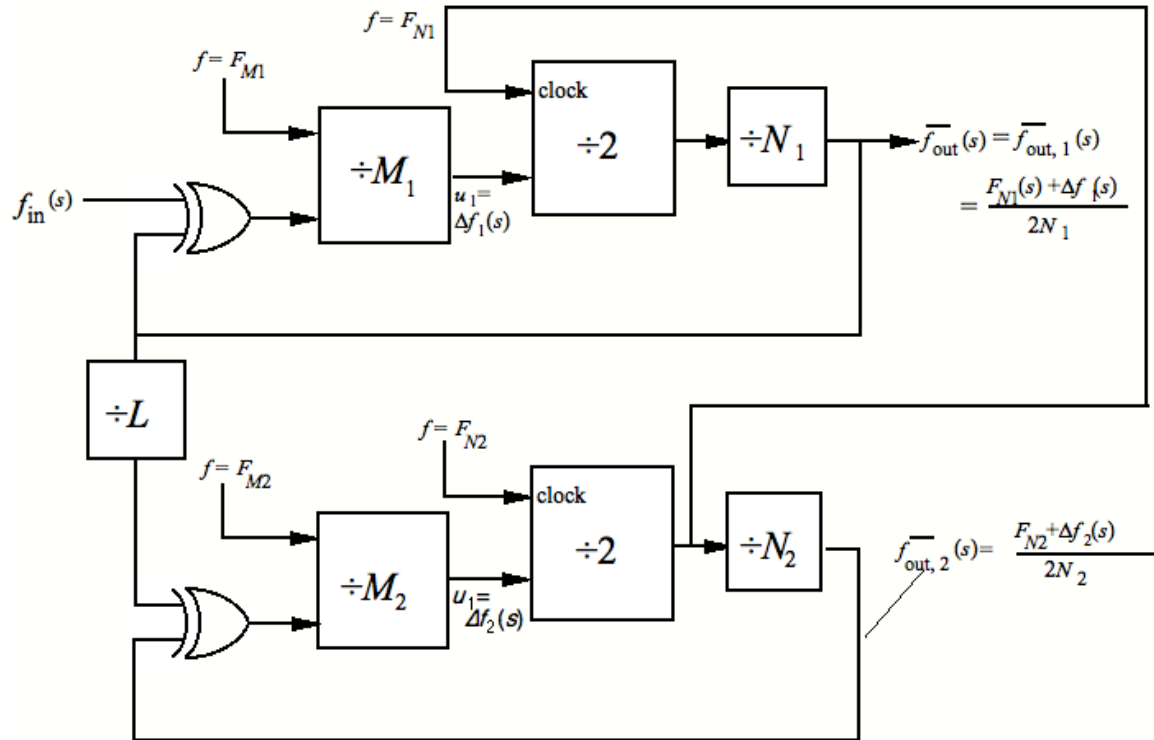 f = F_N1
f = F_M1
clock
÷M_1
÷2
÷N_1
f_in(s)
u_1=
Δf_1(s)
f_out(s) = f_out, 1(s)
= F_N1(s) + Δf_1(s)
2N_1
÷L
f = F_N2
f = F_M2
clock
÷M_2
÷2
÷N_2
u_1=
Δf_2(s)
f_out, 2(s) = F_N2 + Δf_2(s)
2N_2